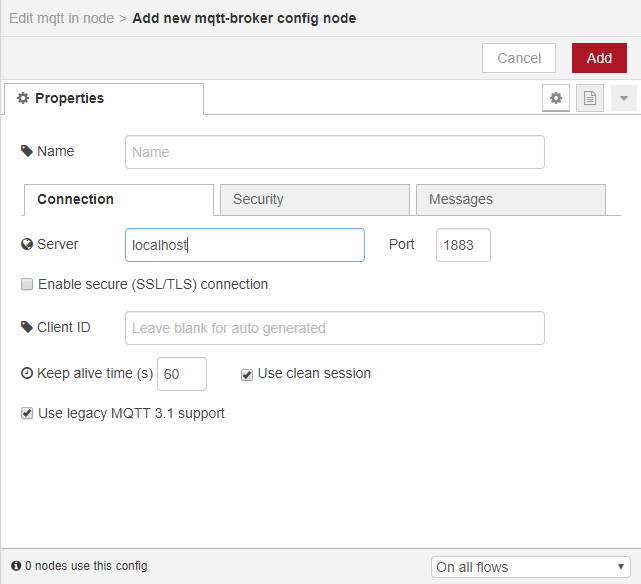 Edit mqtt in node > Add new mqtt-broker config node
Cancel Add
Properties
Name Name
Connection Security Messages
Server localhost Port 1883
Enable secure (SSL/TLS) connection
Client ID Leave blank for auto generated
Keep alive time (s) 60 Use clean session
Use legacy MQTT 3.1 support
0 nodes use this config On all flows